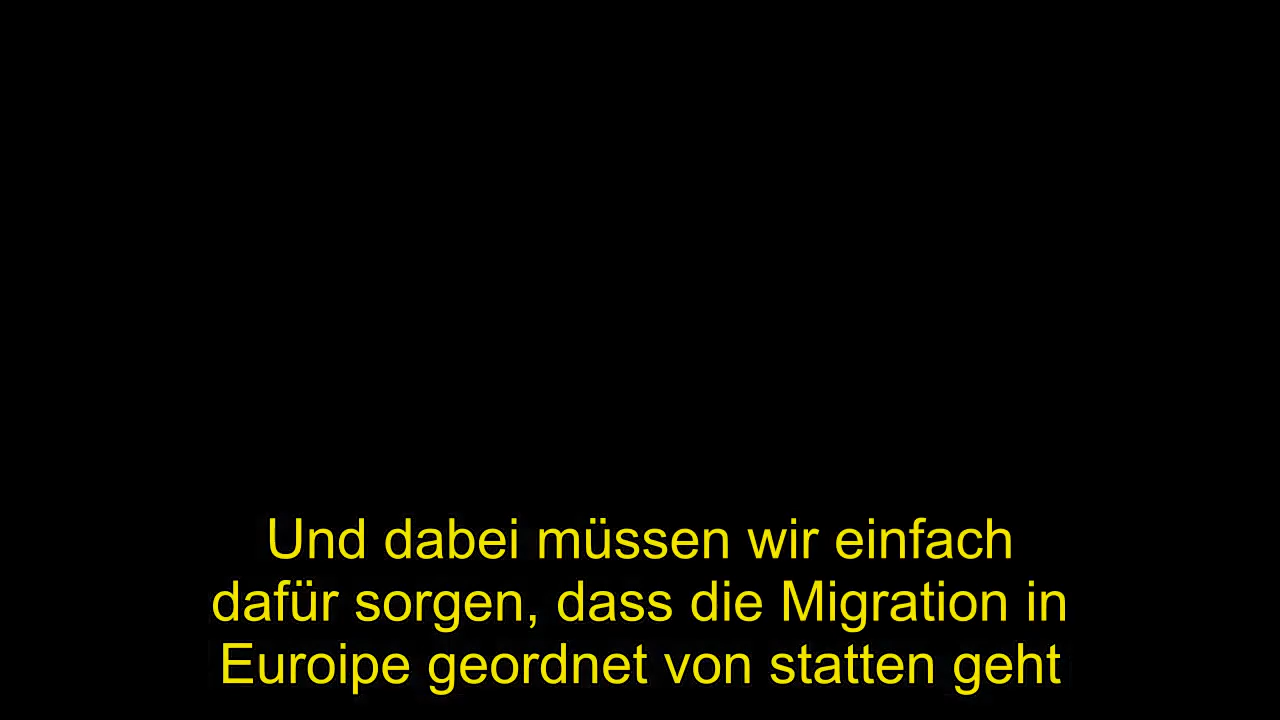 Und dabei müssen wir einfach
dafür sorgen, dass die Migration in
Euroipe geordnet von statten geht